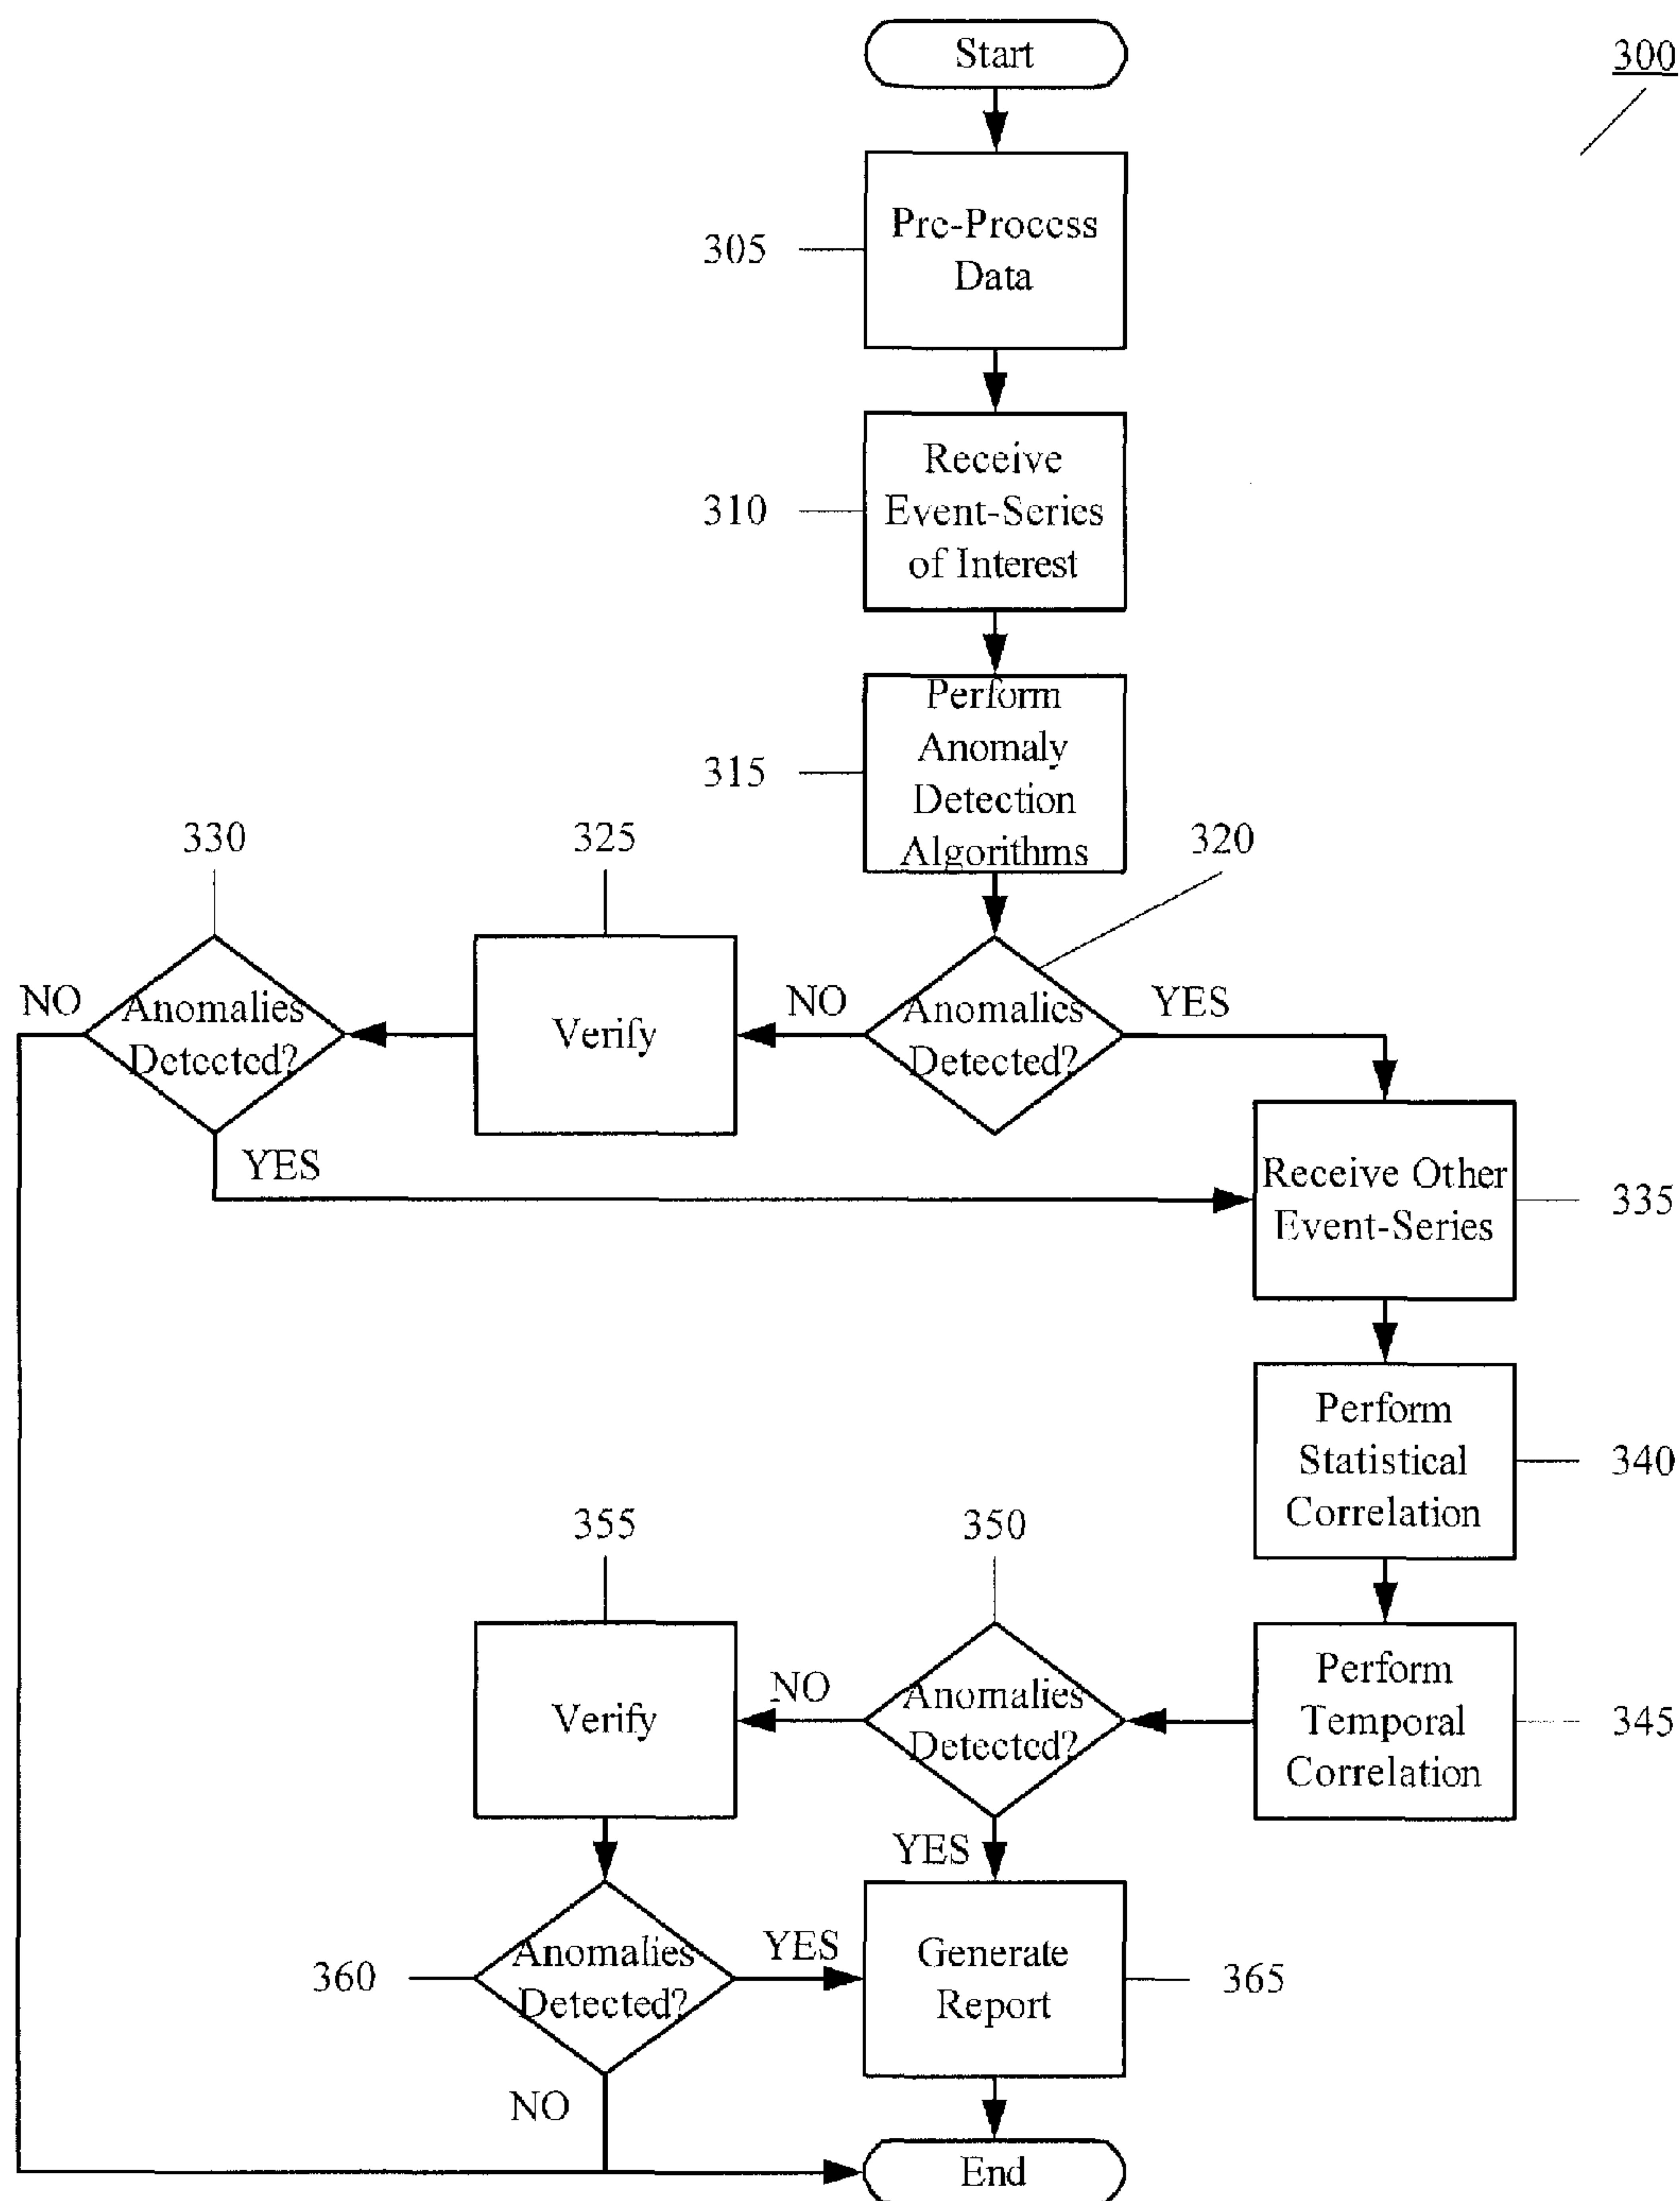 Start
300
Pre-Process
Data
305
Receive
Event-Series
of Interest
310
Perform
Anomaly
Detection
Algorithms
315
330
325
320
NO
Anomalies
Detected?
Verify
NO
Anomalies
Detected?
YES
YES
Receive Other
Event-Series
335
Perform
Statistical
Correlation
340
355
350
Verify
NO
Anomalies
Detected?
Perform
Temporal
Correlation
345
YES
360
Anomalies
Detected?
YES
Generate
Report
365
NO
End